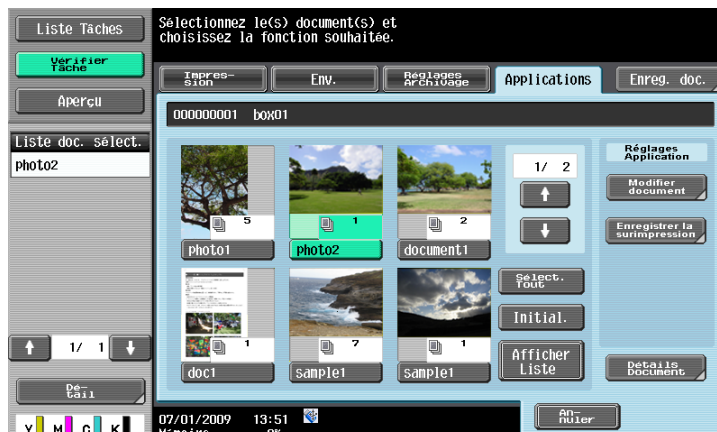 Liste Tâches
Vérifier
Tâche
Aperçu
Liste doc. sélect.
photo2
1/ 1
Dé-
tail
Y M C K
Sélectionnez le(s) document(s) et
choisissez la fonction souhaitée.
Impres-
sion
Env.
Réglages
Archivage
Applications
Enreg. doc.
000000001 box01
5
photo1
1
photo2
2
document1
1
doc1
7
sample1
1
sample1
1/ 2
Sélect.
Tout
Initial.
Afficher
Liste
Réglages
Application
Modifier
document
Enregistrer la
surimpression
Détails
Document
An-
nuler
07/01/2009 13:51
Mémoire 0%